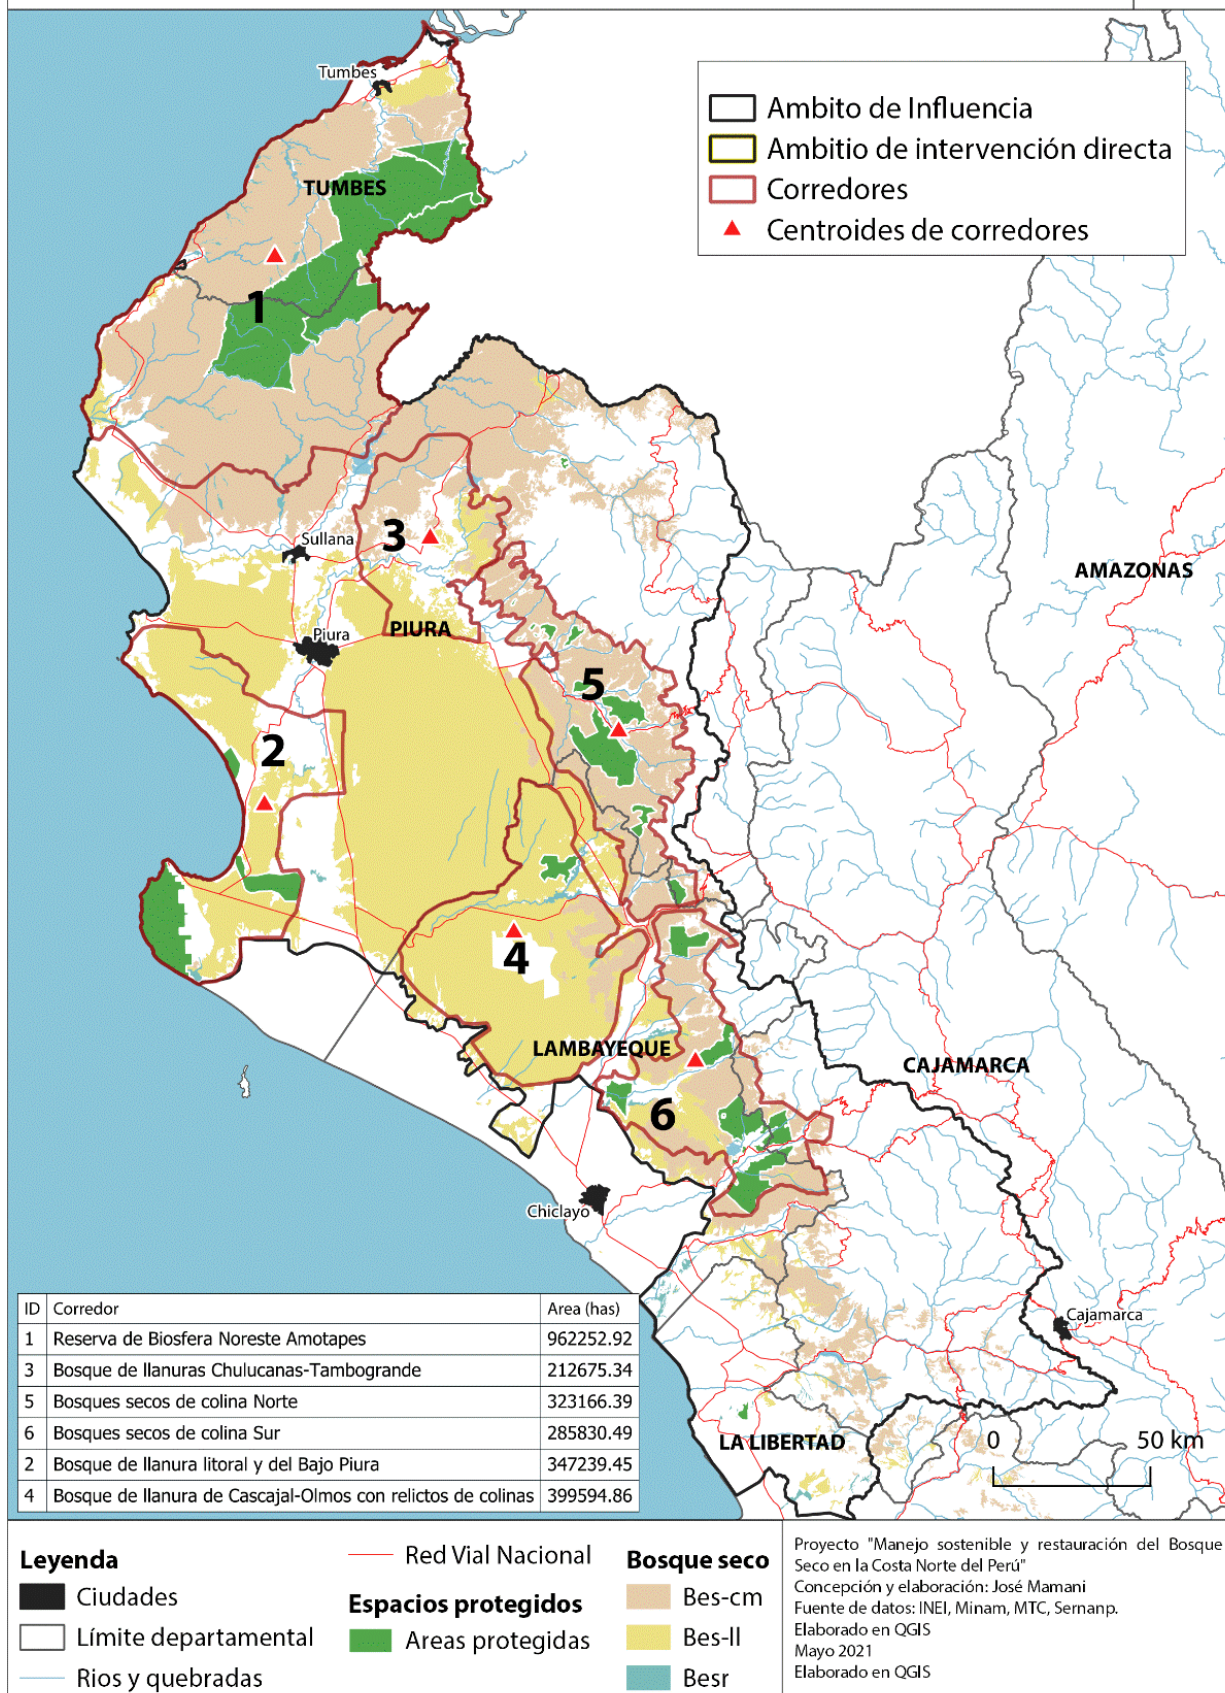 Ambito de Influencia
Ambitio de intervención directa
Corredores
Centroides de corredores
Tumbes
TUMBES
1
3
Sullana
AMAZONAS
Piura
PIURA
5
2
4
LAMBAYEQUE
CAJAMARCA
6
Chiclayo
Cajamarca
LA LIBERTAD
0 50 km
ID Corredor Area (has)
1 Reserva de Biosfera Noreste Amotapes 962252.92
3 Bosque de llanuras Chulucanas-Tambogrande 212675.34
5 Bosques secos de colina Norte 323166.39
6 Bosques secos de colina Sur 285830.49
2 Bosque de llanura litoral y del Bajo Piura 347239.45
4 Bosque de llanura de Cascajal-Olmos con relictos de colinas 399594.86
Leyenda
Ciudades
Límite departamental
Rios y quebradas
Red Vial Nacional
Espacios protegidos
Areas protegidas
Bosque seco
Bes-cm
Bes-ll
Besr
Proyecto "Manejo sostenible y restauración del Bosque
Seco en la Costa Norte del Perú"
Concepción y elaboración: José Mamani
Fuente de datos: INEI, Minam, MTC, Sernanp.
Elaborado en QGIS
Mayo 2021
Elaborado en QGIS